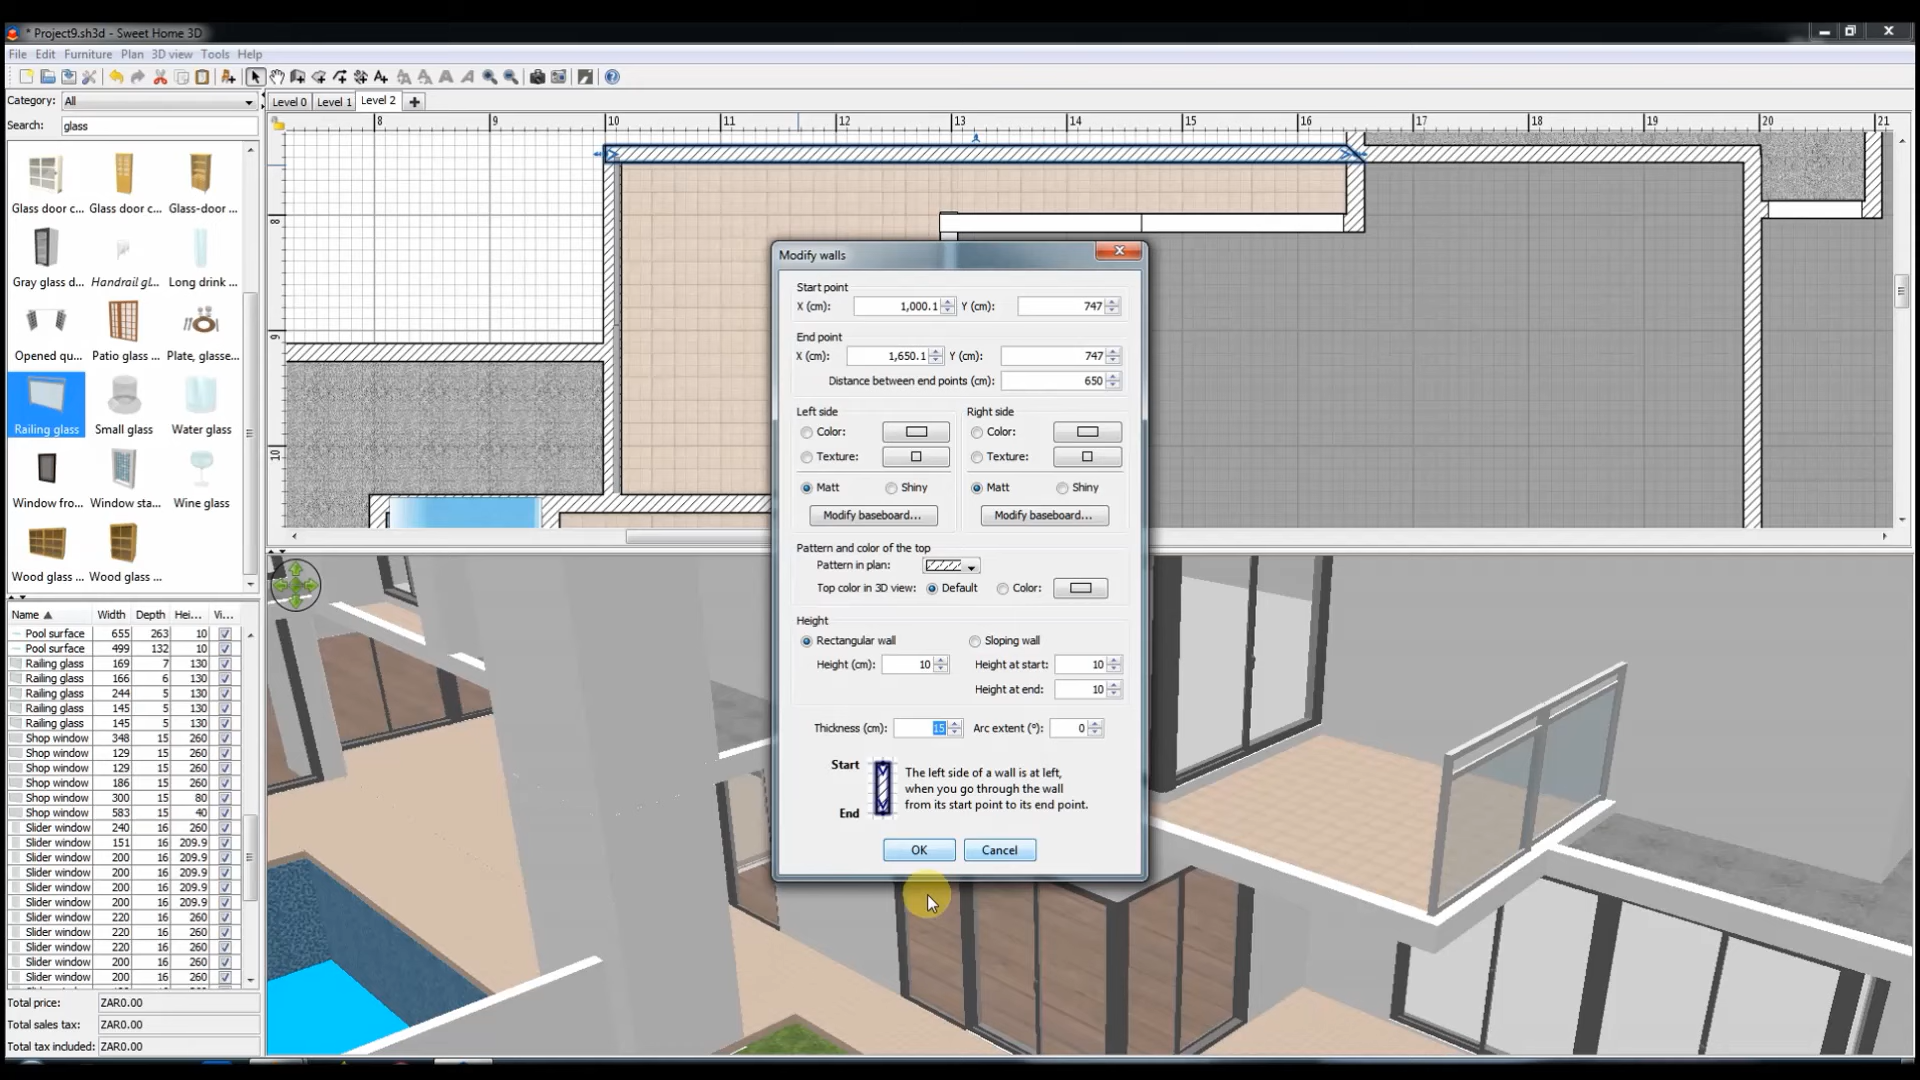 * Project9.sh3d - Sweet Home 3D
File Edit Furniture Plan 3D view Tools Help
Category: All
Search: glass
Level 0 Level 1 Level 2
8 9 10 11 12 13 14 15 16 17 18 19 20 21
8
9
10
Glass door c... Glass door c... Glass-door ...
Gray glass d... Handrail gl... Long drink ...
Opened qu... Patio glass ... Plate, glasse...
Railing glass Small glass Water glass
Window fro... Window sta... Wine glass
Wood glass ... Wood glass ...
Name Width Depth Hei... Vi...
Pool surface 655 263 10
Pool surface 499 132 10
Railing glass 169 7 130
Railing glass 166 6 130
Railing glass 244 5 130
Railing glass 145 5 130
Railing glass 145 5 130
Shop window 348 15 260
Shop window 129 15 260
Shop window 129 15 260
Shop window 186 15 260
Shop window 300 15 80
Shop window 583 15 40
Slider window 240 16 260
Slider window 151 16 209.9
Slider window 200 16 209.9
Slider window 200 16 209.9
Slider window 200 16 209.9
Slider window 200 16 209.9
Slider window 220 16 260
Slider window 220 16 260
Slider window 220 16 260
Slider window 200 16 260
Slider window 200 16 260
Total price: ZAR0.00
Total sales tax: ZAR0.00
Total tax included: ZAR0.00
Modify walls
Start point
X (cm): 1,000.1 Y (cm): 747
End point
X (cm): 1,650.1 Y (cm): 747
Distance between end points (cm): 650
Left side Right side
Color: Color:
Texture: Texture:
Matt Shiny Matt Shiny
Modify baseboard... Modify baseboard...
Pattern and color of the top
Pattern in plan:
Top color in 3D view: Default Color:
Height
Rectangular wall Sloping wall
Height (cm): 10 Height at start: 10
Height at end: 10
Thickness (cm): 15 Arc extent (°): 0
Start
End
The left side of a wall is at left,
when you go through the wall
from its start point to its end point.
OK Cancel